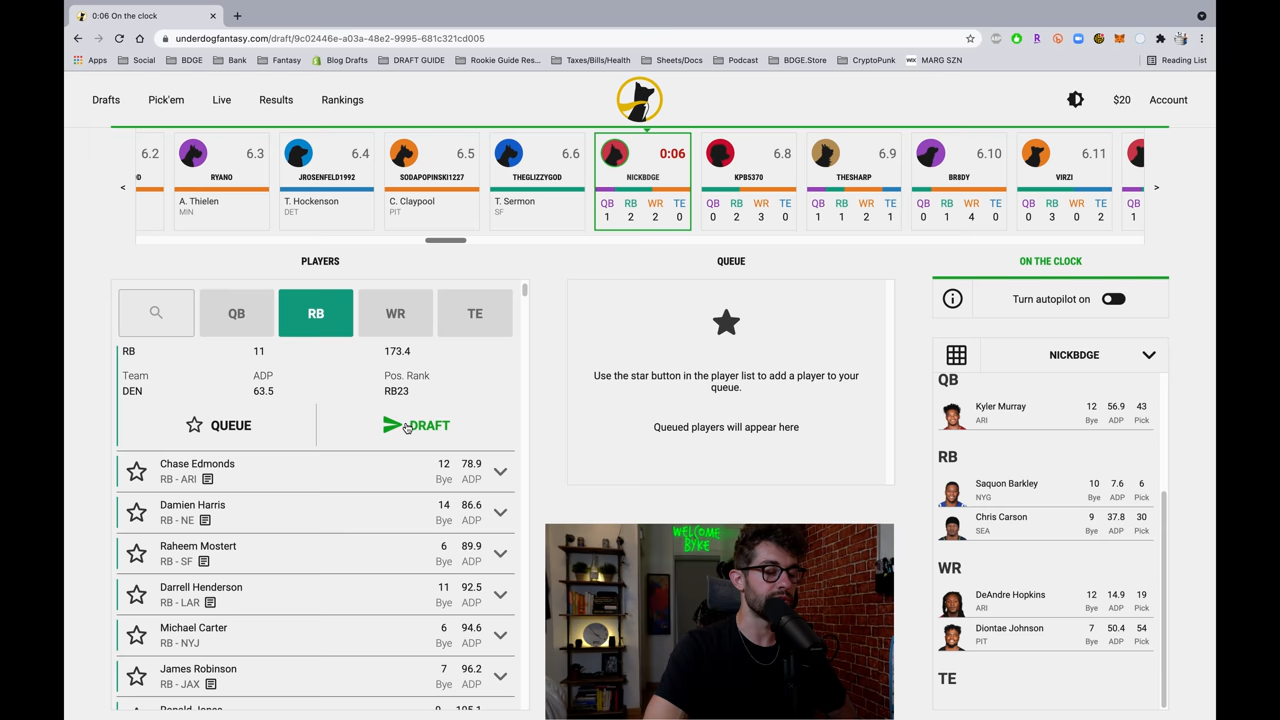 0:06 On the clock
underdogfantasy.com/draft/9c02446e-a03a-48e2-9995-681c321cd005
Apps Social BDGE Bank Fantasy Blog Drafts DRAFT GUIDE Rookie Guide Res... Taxes/Bills/Health Sheets/Docs Podcast BDGE.Store CryptoPunk WIX MARG SZN Reading List
Drafts Pick'em Live Results Rankings $20 Account
6.2 6.3 6.4 6.5 6.6 0:06 6.8 6.9 6.10 6.11
RYANO JROSENFELD1992 SODAPOPINSKI1227 THEGLIZZYGOD NICKBDGE KPB5370 THESHARP BR8DY VIRZI
A. Thielen T. Hockenson C. Claypool T. Sermon QB RB WR TE QB RB WR TE QB RB WR TE QB RB WR TE QB RB WR TE QB
MIN DET PIT SF 1 2 2 0 0 2 3 0 1 1 2 1 0 1 4 0 0 3 0 2 1
< >
PLAYERS QUEUE ON THE CLOCK
QB RB WR TE
Turn autopilot on
RB 11 173.4
Team ADP Pos. Rank
DEN 63.5 RB23
QUEUE DRAFT
Chase Edmonds 12 78.9
RB - ARI Bye ADP
Damien Harris 14 86.6
RB - NE Bye ADP
Raheem Mostert 6 89.9
RB - SF Bye ADP
Darrell Henderson 11 92.5
RB - LAR Bye ADP
Michael Carter 6 94.6
RB - NYJ Bye ADP
James Robinson 7 96.2
RB - JAX Bye ADP
Ronald Jones 9 105.1
Use the star button in the player list to add a player to your
queue.
Queued players will appear here
WELCOME
BYKE
NICKBDGE
QB
Kyler Murray 12 56.9 43
ARI Bye ADP Pick
RB
Saquon Barkley 10 7.6 6
NYG Bye ADP Pick
Chris Carson 9 37.8 30
SEA Bye ADP Pick
WR
DeAndre Hopkins 12 14.9 19
ARI Bye ADP Pick
Diontae Johnson 7 50.4 54
PIT Bye ADP Pick
TE